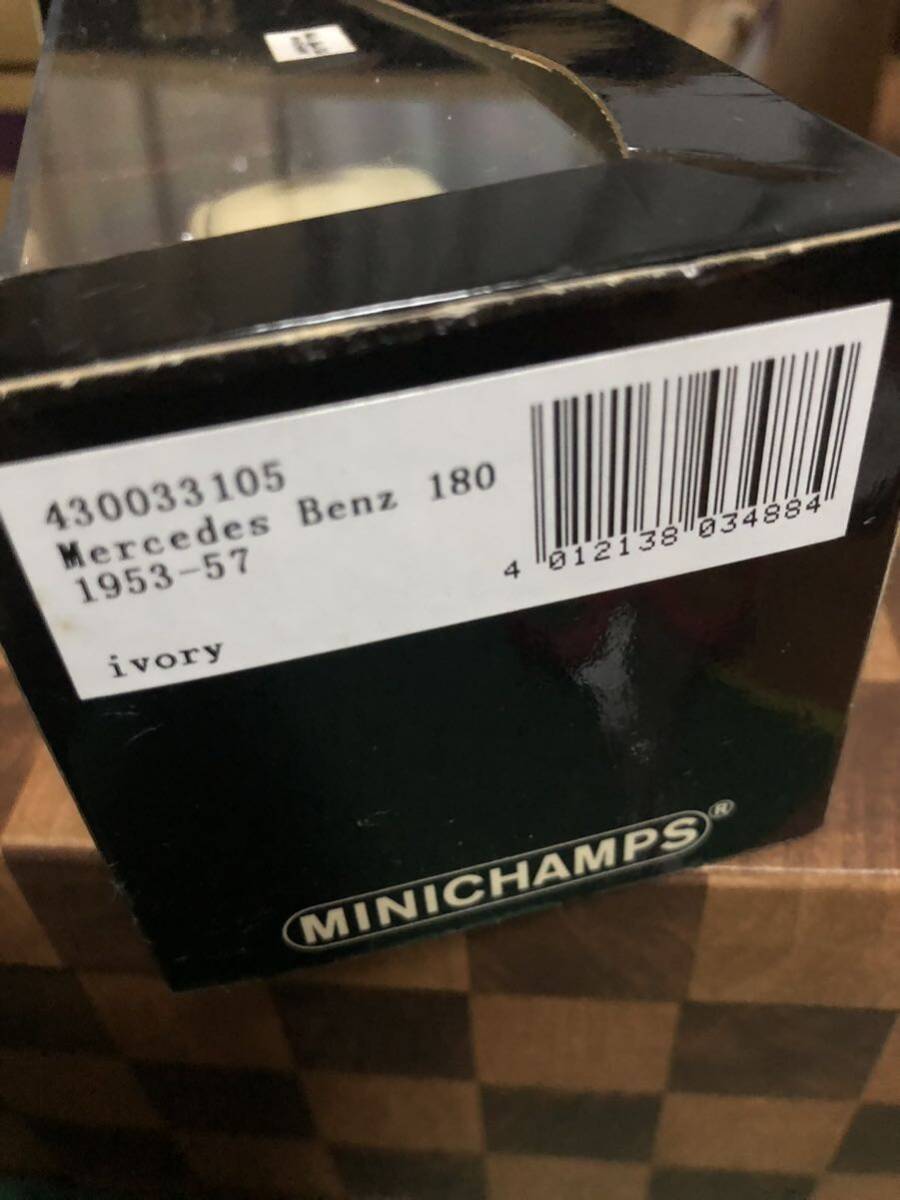 430033105
Mercedes Benz 180
1953-57
ivory
4 012138 034884
MINICHAMPS®